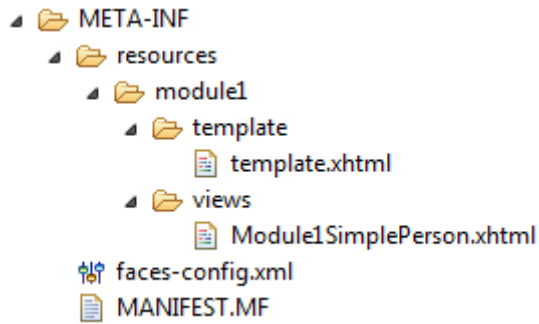 META-INF
resources
module1
template
template.xhtml
views
Module1SimplePerson.xhtml
faces-config.xml
MANIFEST.MF